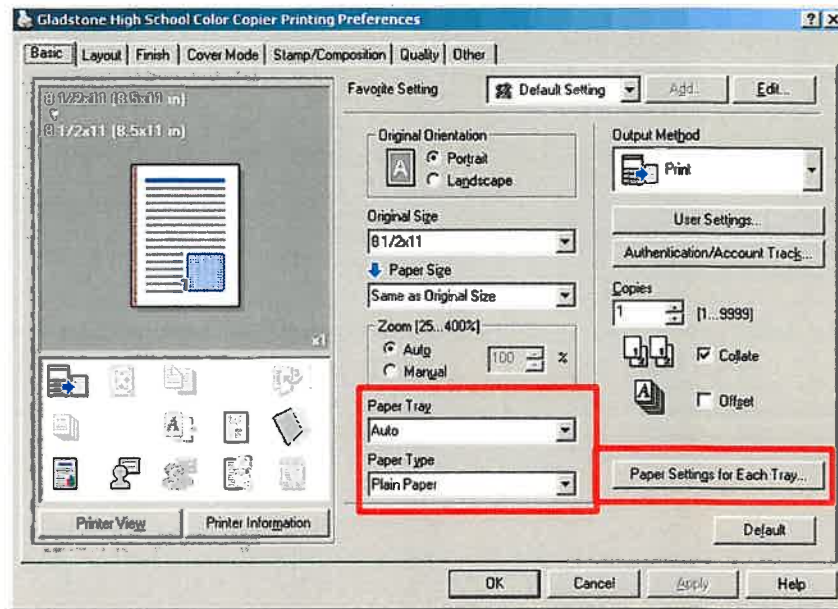 Gladstone High School Color Copier Printing Preferences
Basic Layout Finish Cover Mode Stamp/Composition Quality Other
8 1/2x11 (8.5x11 in)
8 1/2x11 (8.5x11 in)
x1
Printer View Printer Information
Favorite Setting Default Setting Add... Edit...
Original Orientation
A Portrait
Landscape
Original Size
8 1/2x11
Paper Size
Same as Original Size
Zoom [25...400%]
Auto
Manual 100 %
Paper Tray
Auto
Paper Type
Plain Paper
Output Method
Print
User Settings...
Authentication/Account Track...
Copies
1 [1...9999]
Collate
Offset
Paper Settings for Each Tray...
Default
OK Cancel Apply Help